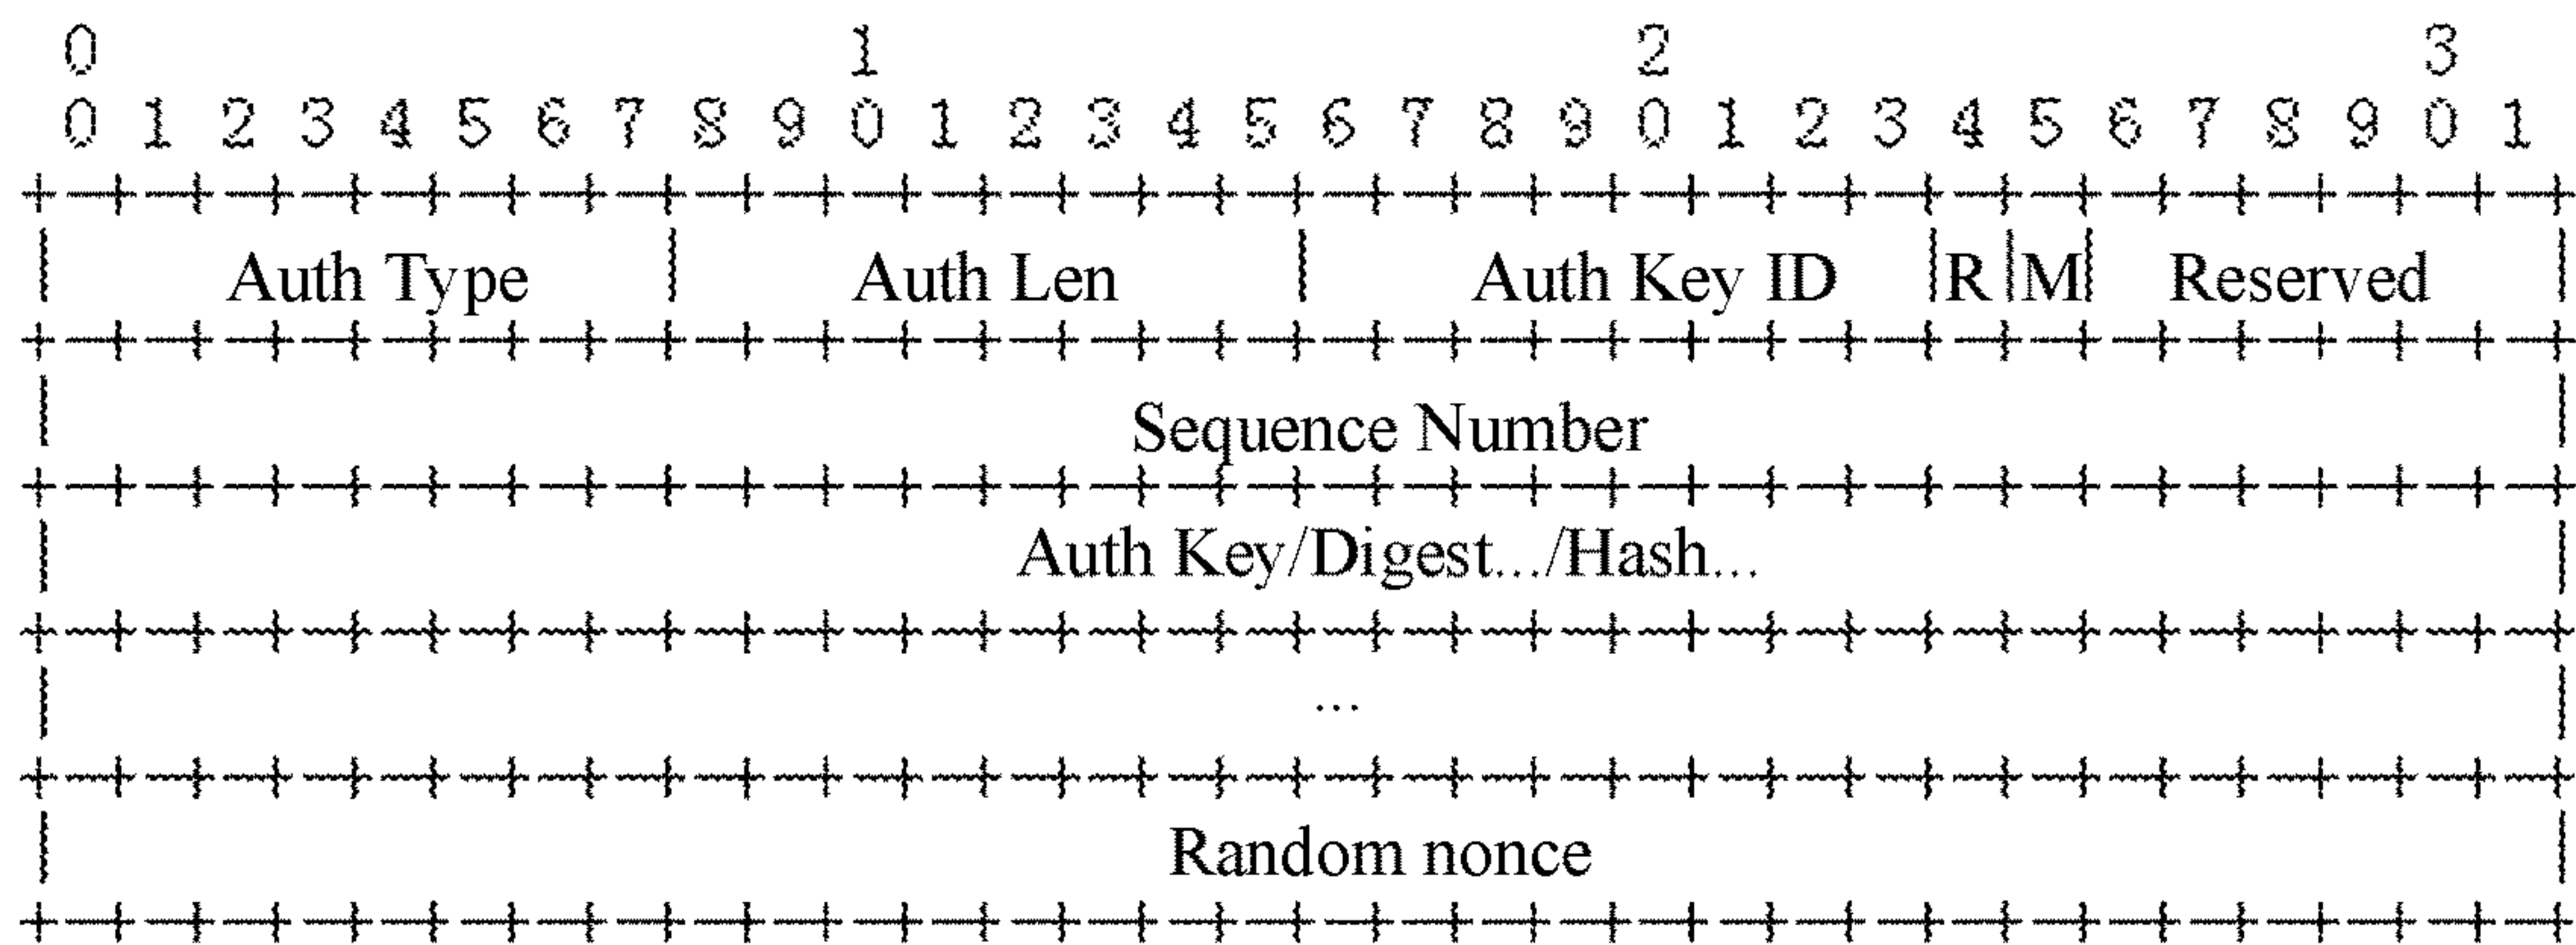 0 1 2 3
0 1 2 3 4 5 6 7 8 9 0 1 2 3 4 5 6 7 8 9 0 1 2 3 4 5 6 7 8 9 0 1
+-+-+-+-+-+-+-+-+-+-+-+-+-+-+-+-+-+-+-+-+-+-+-+-+-+-+-+-+-+-+-+-+
| Auth Type | Auth Len | Auth Key ID |R|M| Reserved |
+-+-+-+-+-+-+-+-+-+-+-+-+-+-+-+-+-+-+-+-+-+-+-+-+-+-+-+-+-+-+-+-+
| Sequence Number |
+-+-+-+-+-+-+-+-+-+-+-+-+-+-+-+-+-+-+-+-+-+-+-+-+-+-+-+-+-+-+-+-+
| Auth Key/Digest.../Hash... |
+~+~+~+~+~+~+~+~+~+~+~+~+~+~+~+~+~+~+~+~+~+~+~+~+~+~+~+~+~+~+~+~+
| ... |
+-+-+-+-+-+-+-+-+-+-+-+-+-+-+-+-+-+-+-+-+-+-+-+-+-+-+-+-+-+-+-+-+
| Random nonce |
+-+-+-+-+-+-+-+-+-+-+-+-+-+-+-+-+-+-+-+-+-+-+-+-+-+-+-+-+-+-+-+-+